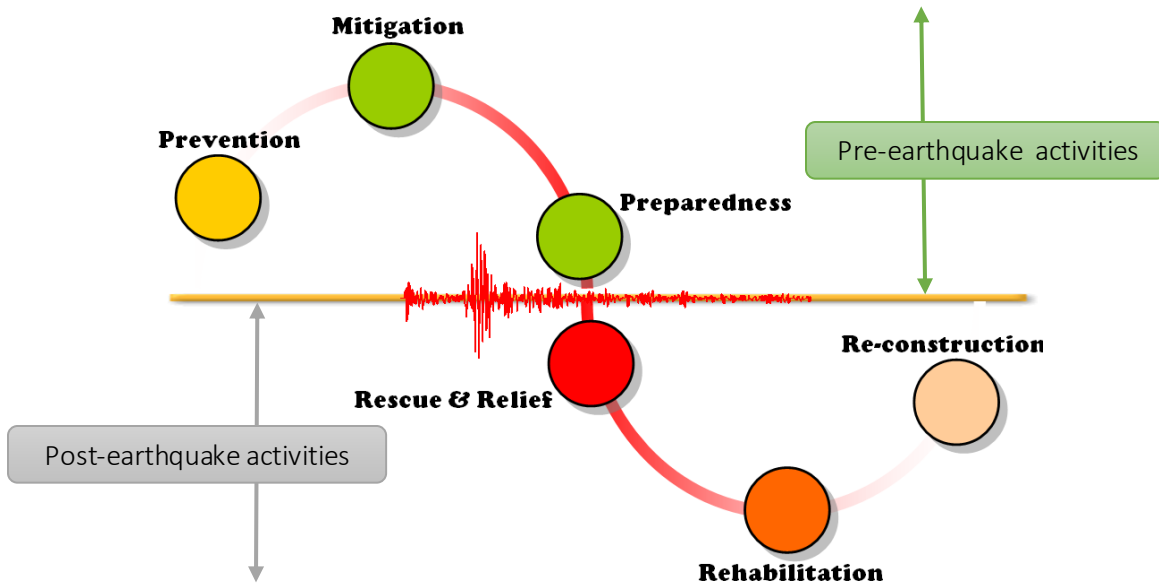 Mitigation
Prevention
Pre-earthquake activities
Preparedness
Re-construction
Rescue & Relief
Post-earthquake activities
Rehabilitation